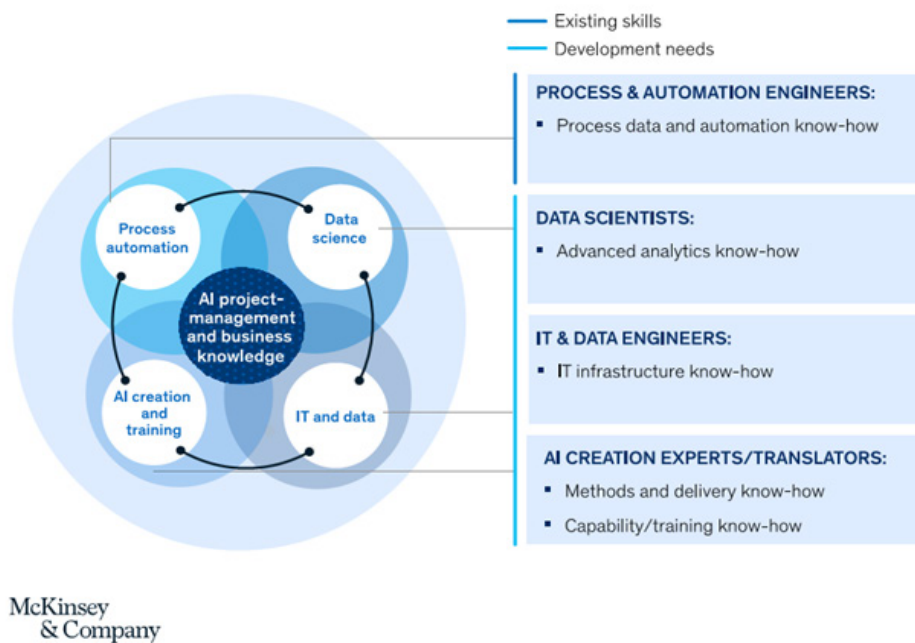 Existing skills
Development needs
PROCESS & AUTOMATION ENGINEERS:
▪ Process data and automation know-how
DATA SCIENTISTS:
▪ Advanced analytics know-how
IT & DATA ENGINEERS:
▪ IT infrastructure know-how
AI CREATION EXPERTS/TRANSLATORS:
▪ Methods and delivery know-how
▪ Capability/training know-how
Process
automation
Data
science
AI project-
management
and business
knowledge
AI creation
and
training
IT and data
McKinsey
& Company